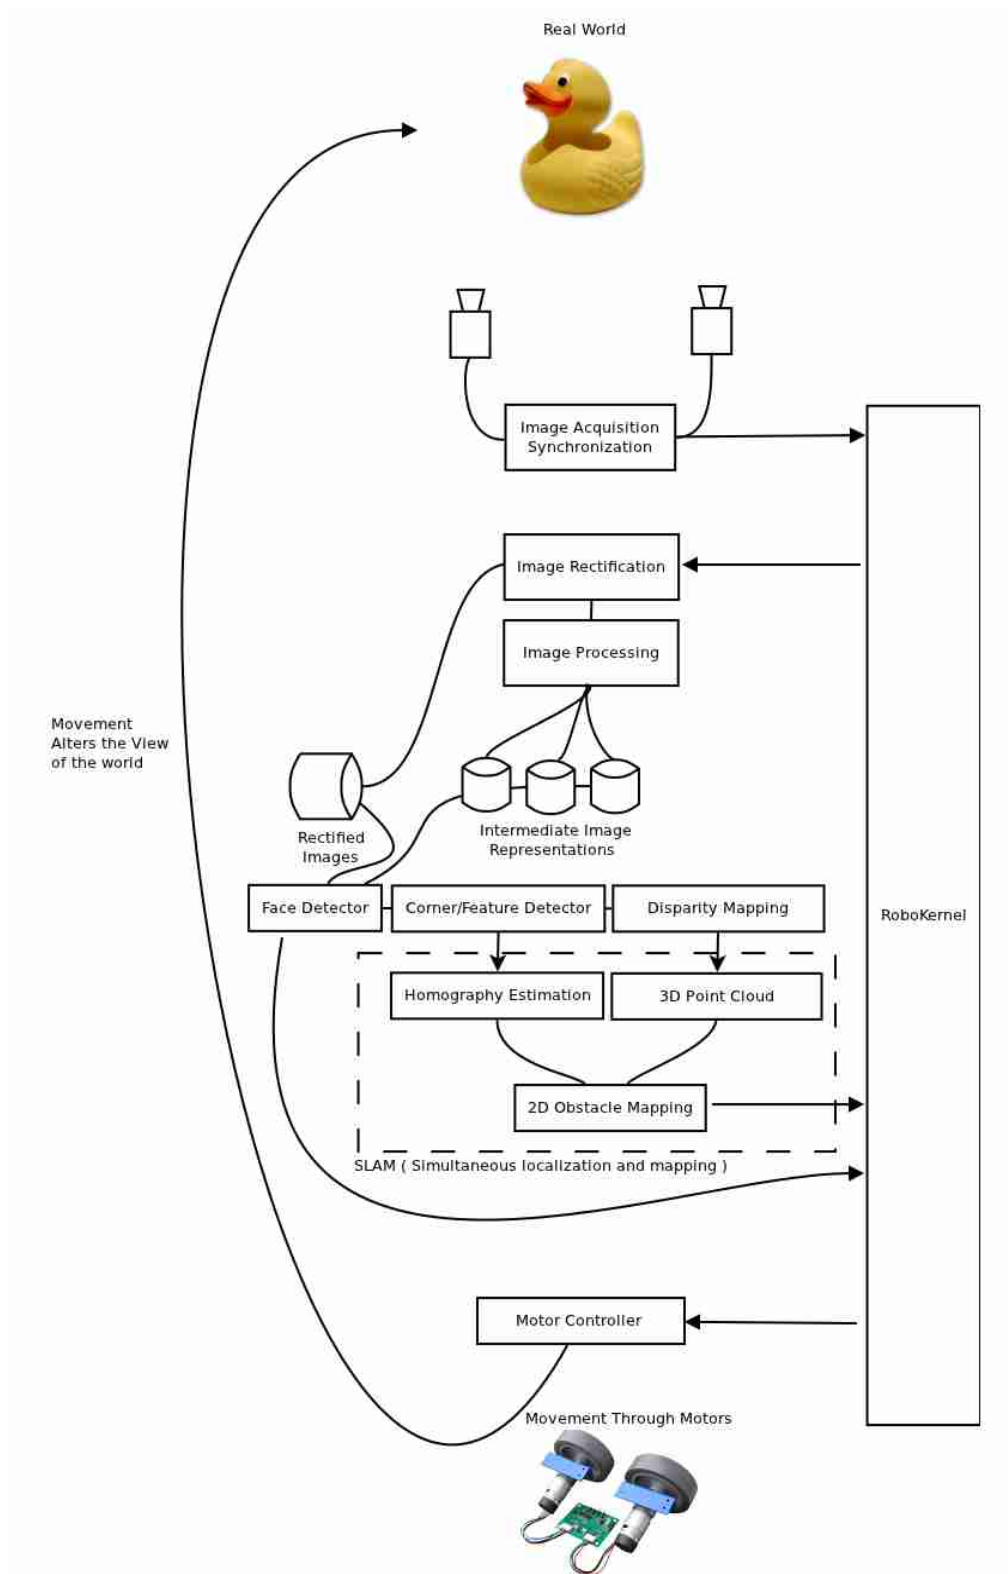 Real World
Image Acquisition
Synchronization
Image Rectification
Image Processing
Movement
Alters the View
of the world
Rectified
Images
Intermediate Image
Representations
Face Detector
Corner/Feature Detector
Disparity Mapping
RoboKernel
Homography Estimation
3D Point Cloud
2D Obstacle Mapping
SLAM ( Simultaneous localization and mapping )
Motor Controller
Movement Through Motors